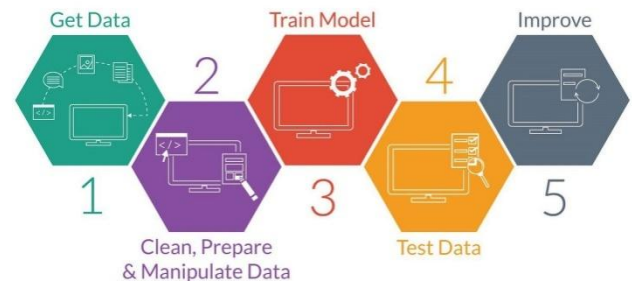 Get Data
1
2
Clean, Prepare
& Manipulate Data
Train Model
3
4
Test Data
Improve
5
</>
</>